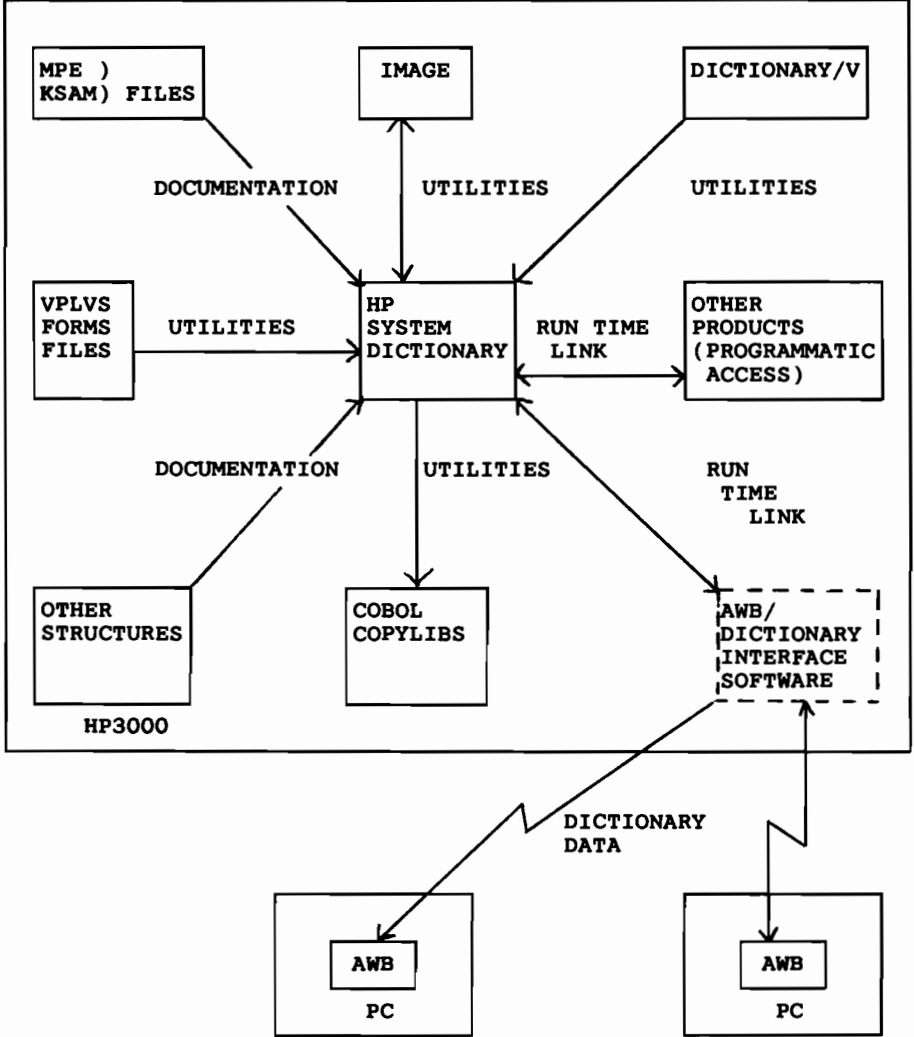 MPE )
KSAM) FILES
IMAGE
DICTIONARY/V
DOCUMENTATION
UTILITIES
UTILITIES
VPLVS
FORMS
FILES
UTILITIES
HP
SYSTEM
DICTIONARY
RUN TIME
LINK
OTHER
PRODUCTS
(PROGRAMMATIC
ACCESS)
DOCUMENTATION
UTILITIES
RUN
TIME
LINK
OTHER
STRUCTURES
COBOL
COPYLIBS
AWB/
DICTIONARY
INTERFACE
SOFTWARE
HP3000
DICTIONARY
DATA
AWB
PC
AWB
PC